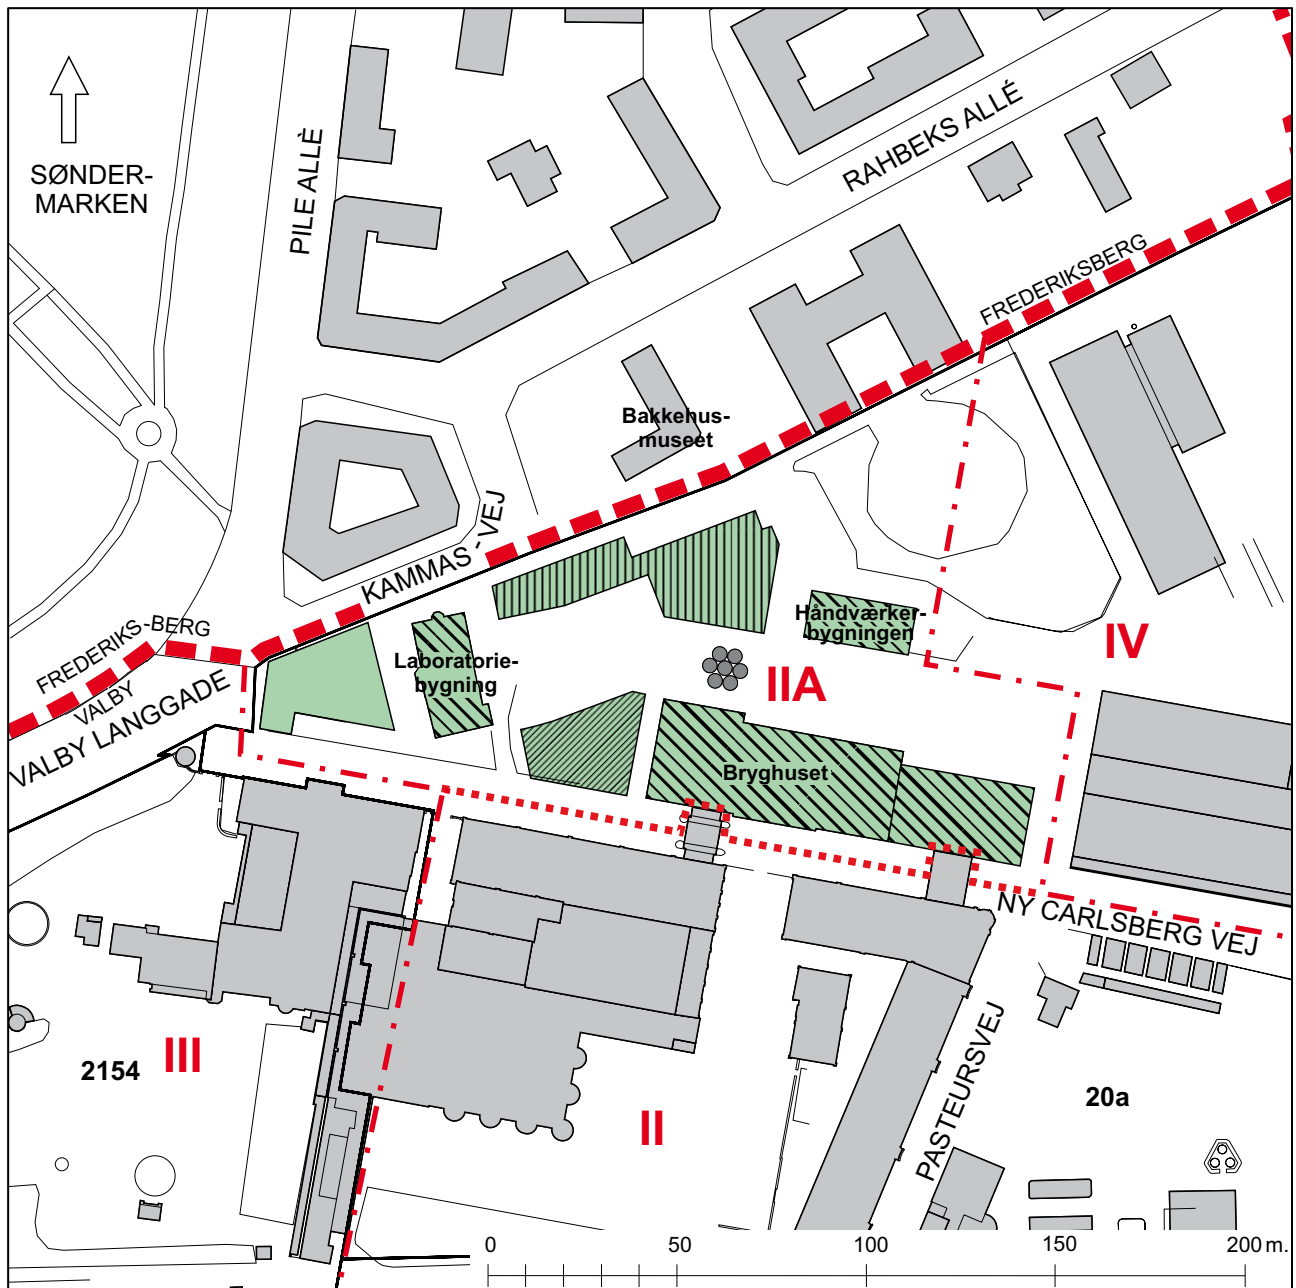 SØNDER-
MARKEN
PILE ALLÈ
RAHBEKS ALLÉ
FREDERIKSBERG
Bakkehus-
museet
KAMMAS-VEJ
FREDERIKS-BERG
VALBY
VALBY LANGGADE
Laboratorie-
bygning
Håndværker-
bygningen
IIA
IV
Bryghuset
NY CARLSBERG VEJ
PASTEURSVEJ
2154
III
II
20a
0 50 100 150 200 m.